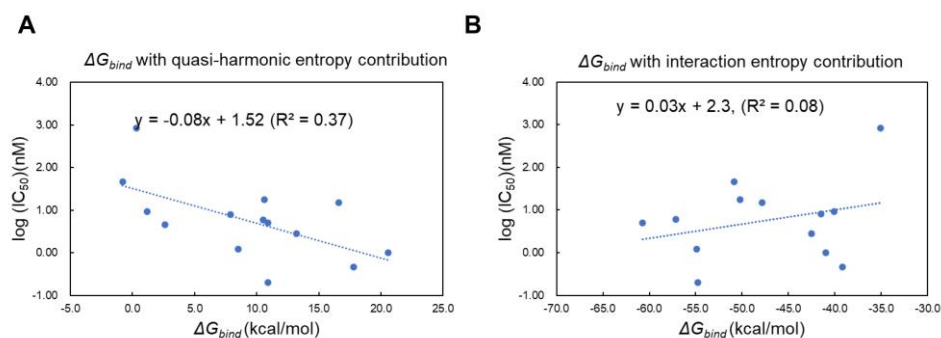 A
ΔG_bind with quasi-harmonic entropy contribution
4.00
3.00
2.00
1.00
0.00
-1.00
y = -0.08x + 1.52 (R² = 0.37)
log (IC₅₀)(nM)
-5.0 0.0 5.0 10.0 15.0 20.0 25.0
ΔG_bind (kcal/mol)
B
ΔG_bind with interaction entropy contribution
4.00
3.00
2.00
1.00
0.00
-1.00
y = 0.03x + 2.3, (R² = 0.08)
log (IC₅₀)(nM)
-70.0 -65.0 -60.0 -55.0 -50.0 -45.0 -40.0 -35.0 -30.0
ΔG_bind (kcal/mol)